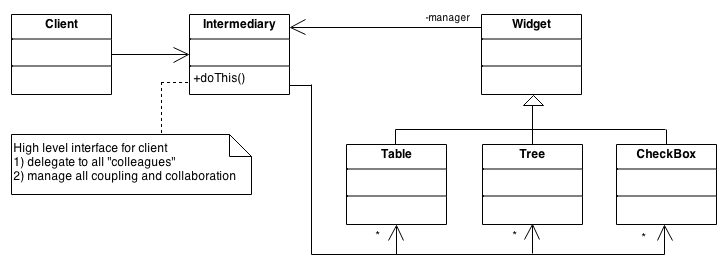 Client
Intermediary
-manager
Widget
+doThis()
High level interface for client
1) delegate to all "colleagues"
2) manage all coupling and collaboration
Table
Tree
CheckBox
*
*
*